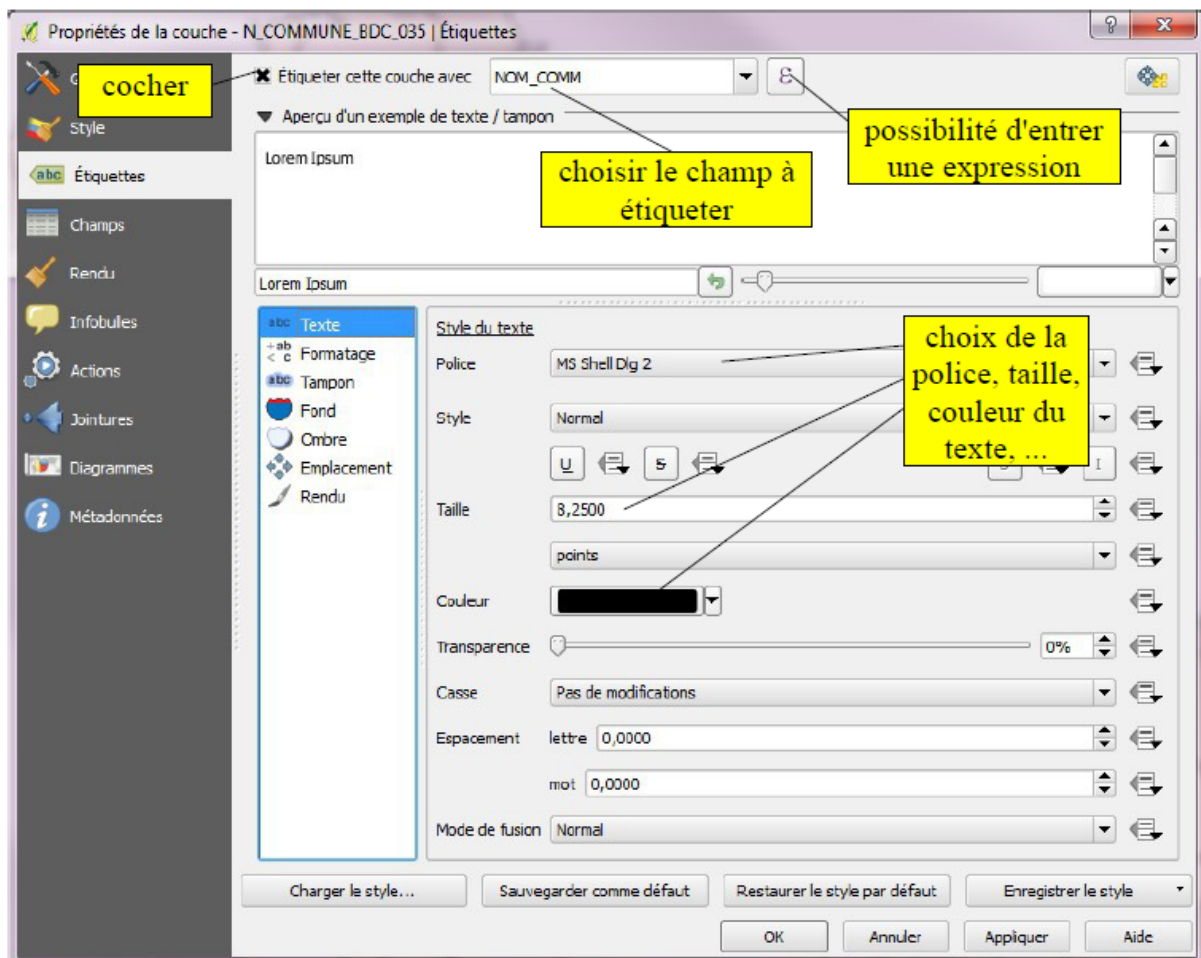 Propriétés de la couche - N_COMMUNE_BDC_035 | Étiquettes
cocher
Étiqueter cette couche avec
NOM_COMM
ε
Style
Étiquettes
Champs
Rendu
Infobules
Actions
Jointures
Diagrammes
Métadonnées
Aperçu d'un exemple de texte / tampon
possibilité d'entrer
une expression
Lorem Ipsum
choisir le champ à
étiqueter
Lorem Ipsum
Texte
Formatage
Tampon
Fond
Ombre
Emplacement
Rendu
Style du texte
choix de la
police, taille,
couleur du
texte, ...
Police MS Shell Dlg 2
Style Normal
U S I
Taille 8,2500
points
Couleur
Transparence 0%
Casse Pas de modifications
Espacement lettre 0,0000
mot 0,0000
Mode de fusion Normal
Charger le style... Sauvegarder comme défaut Restaurer le style par défaut Enregistrer le style
OK Annuler Appliquer Aide